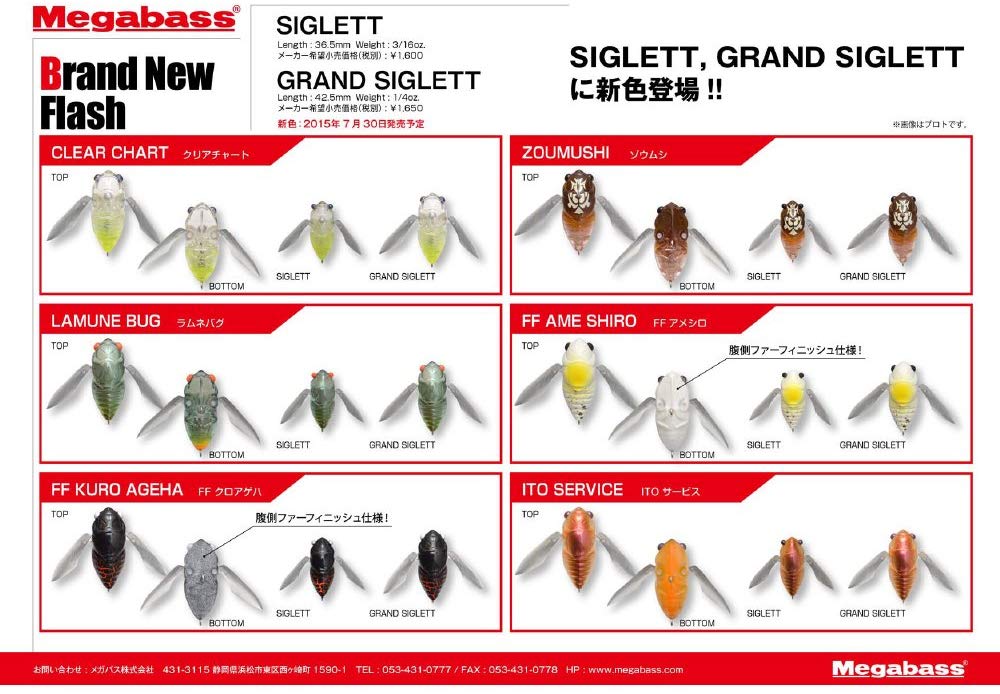 Megabass®
Brand New
Flash
SIGLETT
Length : 36.5mm Weight : 3/16oz.
メーカー希望小売価格(税別) : ¥1,600
GRAND SIGLETT
Length : 42.5mm Weight : 1/4oz.
メーカー希望小売価格(税別) : ¥1,650
新色 : 2015年7月30日発売予定
SIGLETT, GRAND SIGLETT
に新色登場!!
※画像はプロトです。
CLEAR CHART クリアチャート
TOP
BOTTOM
SIGLETT
GRAND SIGLETT
ZOUMUSHI ゾウムシ
TOP
BOTTOM
SIGLETT
GRAND SIGLETT
LAMUNE BUG ラムネバグ
TOP
BOTTOM
SIGLETT
GRAND SIGLETT
FF AME SHIRO FF アメシロ
TOP
腹側ファーフィニッシュ仕様!
BOTTOM
SIGLETT
GRAND SIGLETT
FF KURO AGEHA FF クロアゲハ
TOP
腹側ファーフィニッシュ仕様!
BOTTOM
SIGLETT
GRAND SIGLETT
ITO SERVICE ITO サービス
TOP
BOTTOM
SIGLETT
GRAND SIGLETT
お問い合わせ : メガバス株式会社 431-3115 静岡県浜松市東区西ヶ崎町 1590-1 TEL : 053-431-0777 / FAX : 053-431-0778 HP : www.megabass.com
Megabass®